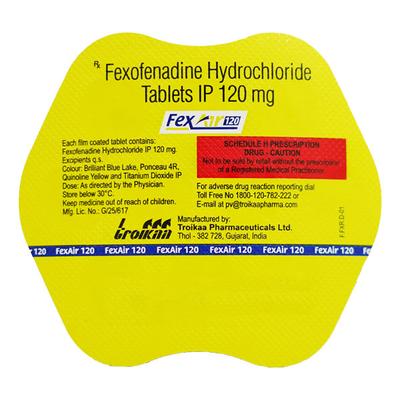 Rx Fexofenadine Hydrochloride
Tablets IP 120 mg
FexAir 120
Each film coated tablet contains:
Fexofenadine Hydrochloride IP 120 mg.
Excipients q.s.
Colour: Brilliant Blue Lake, Ponceau 4R,
Quinoline Yellow and Titanium Dioxide IP
Dose: As directed by the Physician.
Store below 30°C.
Keep medicine out of reach of children.
Mfg. Lic. No.: G/25/617
SCHEDULE H PRESCRIPTION
DRUG - CAUTION
Not to be sold by retail without the prescription
of a Registered Medical Practitioner.
For adverse drug reaction reporting dial
Toll Free No 1800-120-782-222 or
E-mail at pv@troikaapharma.com
troikaa
Manufactured by:
Troikaa Pharmaceuticals Ltd.
Thol - 382 728, Gujarat, India
F.FXR.D-01
FexAir 120 FexAir 120 FexAir 120 FexAir 120 FexAir 120 FexAir 120